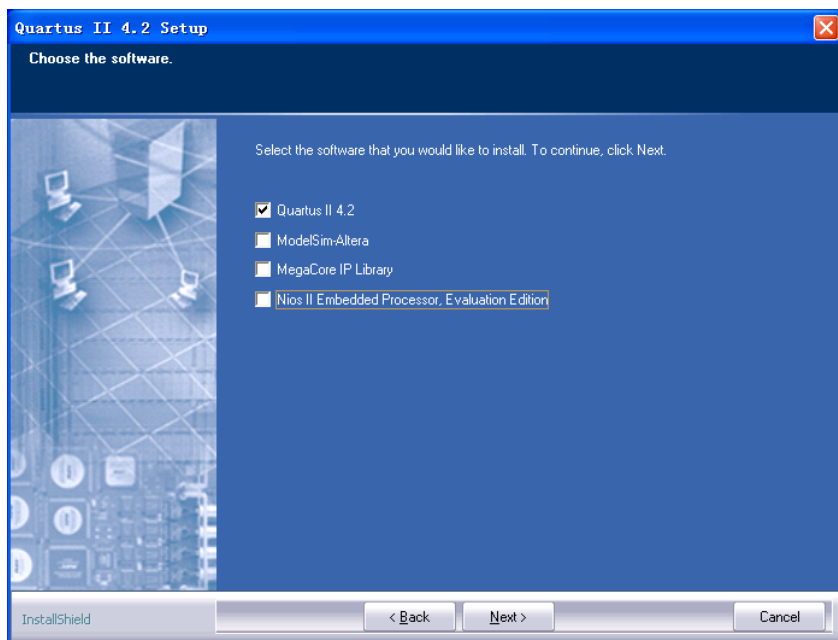 Quartus II 4.2 Setup
Choose the software.
Select the software that you would like to install. To continue, click Next.
Quartus II 4.2
ModelSim-Altera
MegaCore IP Library
Nios II Embedded Processor, Evaluation Edition
InstallShield
< Back
Next >
Cancel